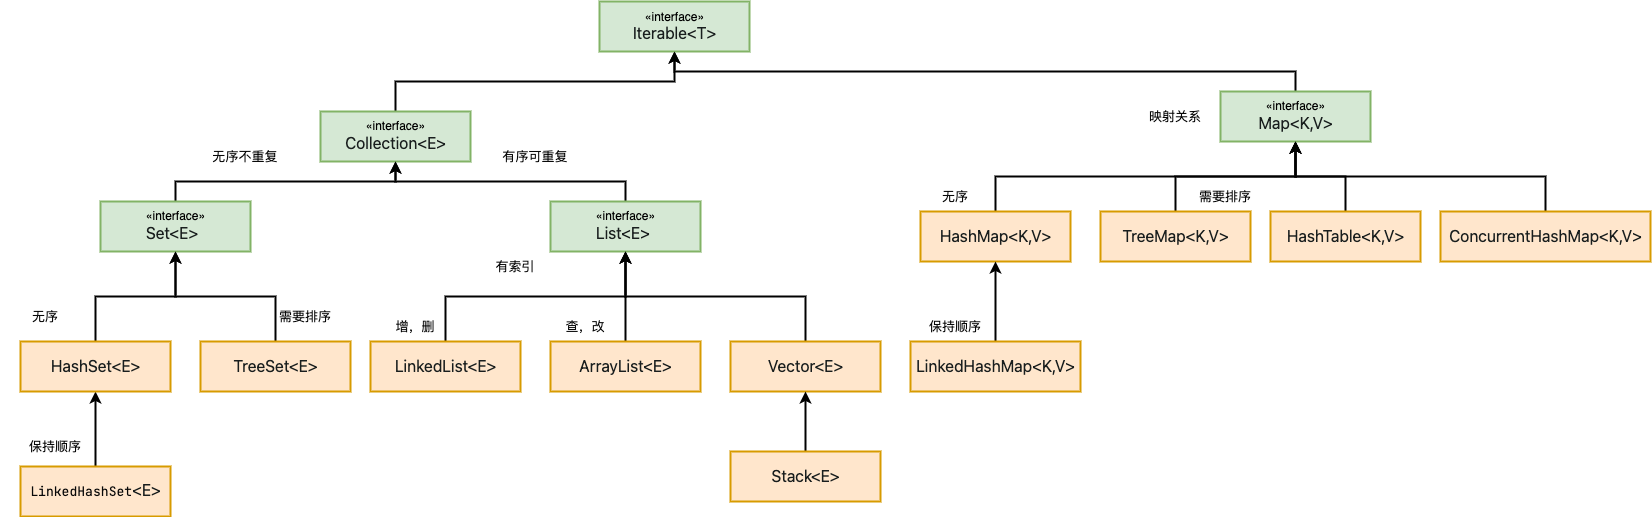 «interface»
Iterable<T>
«interface»
Collection<E>
«interface»
Map<K,V>
映射关系
无序不重复
有序可重复
«interface»
Set<E>
«interface»
List<E>
无序
需要排序
HashMap<K,V>
TreeMap<K,V>
HashTable<K,V>
ConcurrentHashMap<K,V>
有索引
无序
需要排序
增，删
查，改
保持顺序
HashSet<E>
TreeSet<E>
LinkedList<E>
ArrayList<E>
Vector<E>
LinkedHashMap<K,V>
保持顺序
LinkedHashSet<E>
Stack<E>